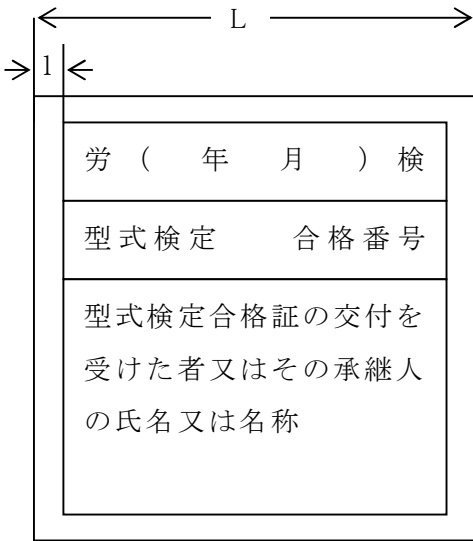 L
l
労（　年　月　）検
型式検定　合格番号
型式検定合格証の交付を
受けた者又はその承継人
の氏名又は名称